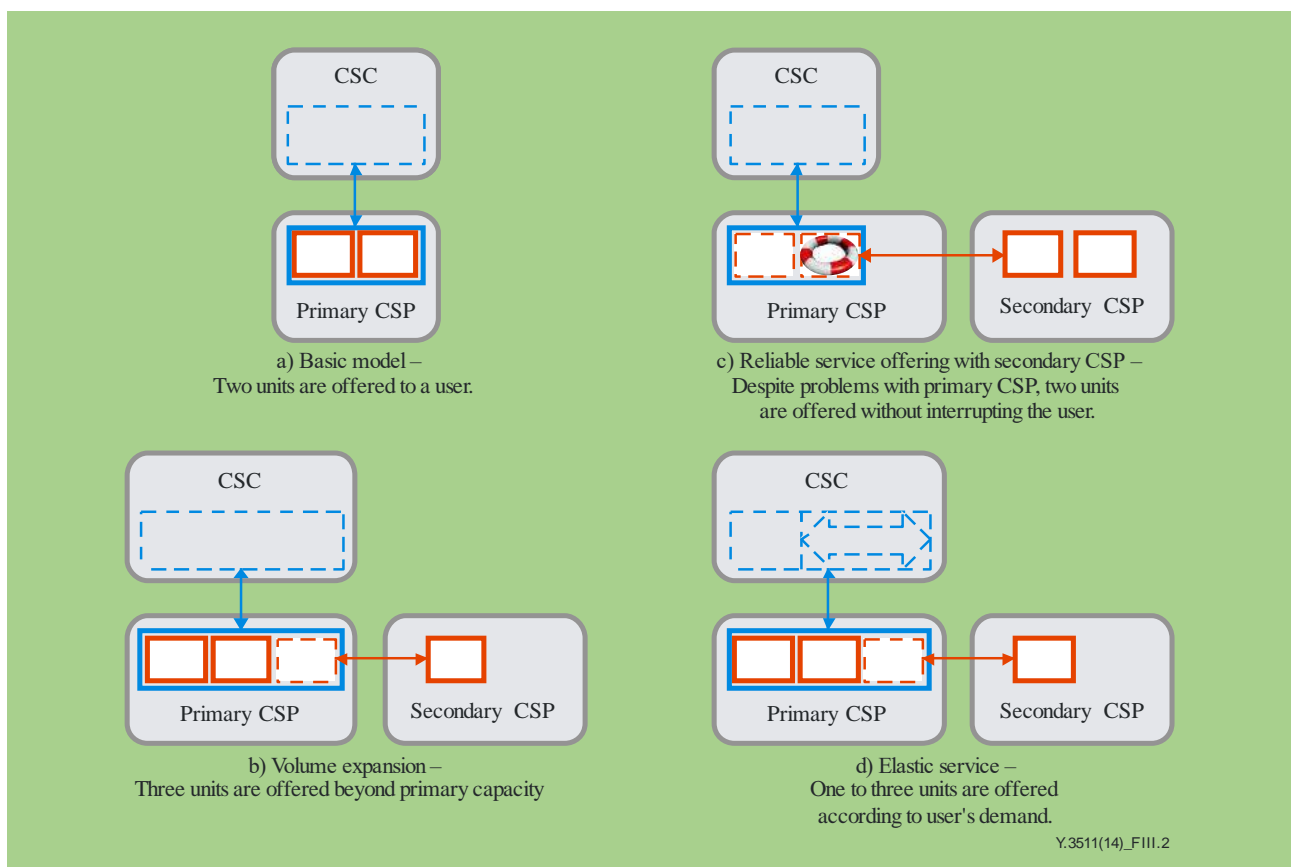 CSC
Primary CSP
a) Basic model –
Two units are offered to a user.
CSC
Primary CSP
Secondary CSP
c) Reliable service offering with secondary CSP –
Despite problems with primary CSP, two units
are offered without interrupting the user.
CSC
Primary CSP
Secondary CSP
b) Volume expansion –
Three units are offered beyond primary capacity
CSC
Primary CSP
Secondary CSP
d) Elastic service –
One to three units are offered
according to user's demand.
Y.3511(14)_FIII.2